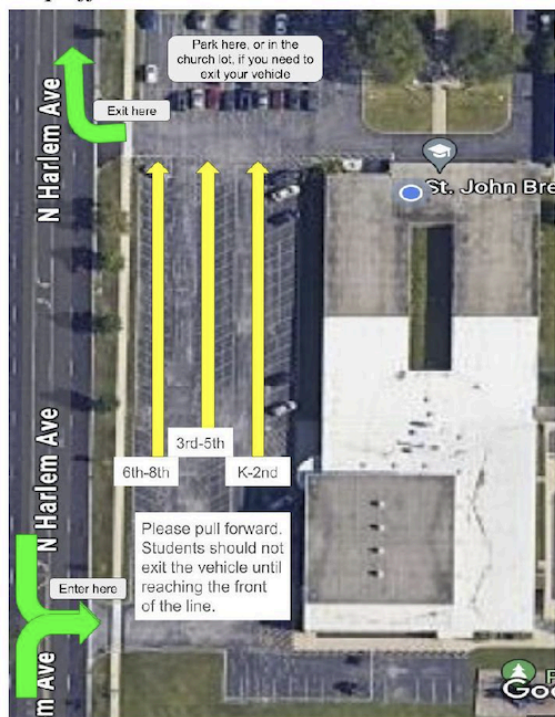 Park here, or in the
church lot, if you need to
exit your vehicle
Exit here
N Harlem Ave
St. John Bre
3rd-5th
6th-8th
K-2nd
N Harlem Ave
Please pull forward.
Students should not
exit the vehicle until
reaching the front
of the line.
Enter here
m Ave
Goo